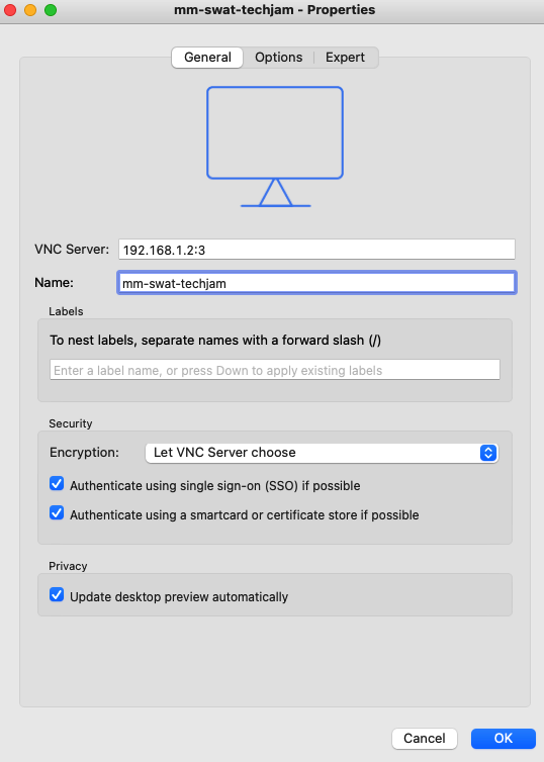 mm-swat-techjam - Properties
General
Options
Expert
VNC Server:
192.168.1.2:3
Name:
mm-swat-techjam
Labels
To nest labels, separate names with a forward slash (/)
Enter a label name, or press Down to apply existing labels
Security
Encryption:
Let VNC Server choose
Authenticate using single sign-on (SSO) if possible
Authenticate using a smartcard or certificate store if possible
Privacy
Update desktop preview automatically
Cancel
OK